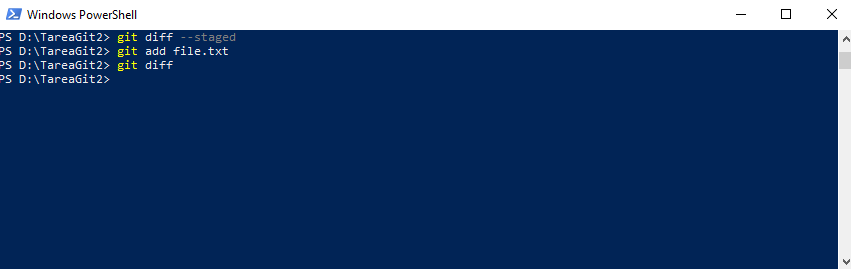 Windows PowerShell
PS D:\TareaGit2> git diff --staged
PS D:\TareaGit2> git add file.txt
PS D:\TareaGit2> git diff
PS D:\TareaGit2>